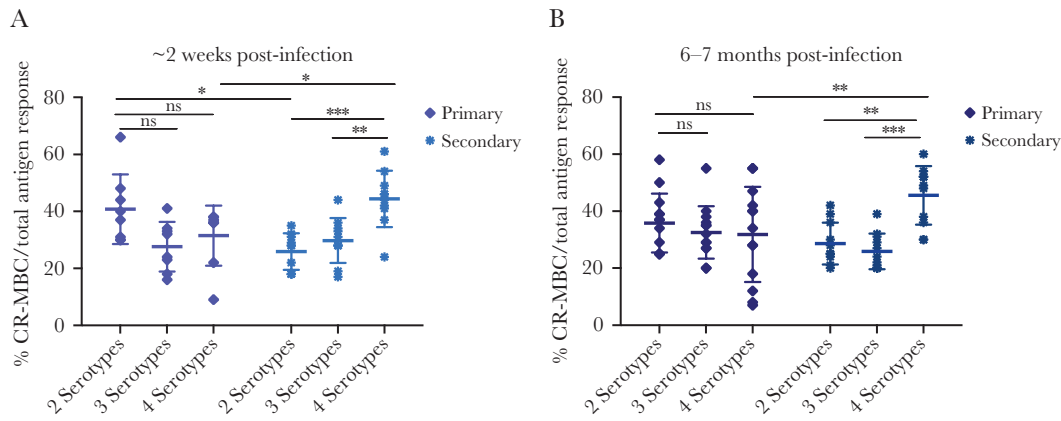 A
~2 weeks post-infection
% CR-MBC/total antigen response
80
60
40
20
0
*
*
ns
ns
***
**
Primary
Secondary
2 Serotypes
3 Serotypes
4 Serotypes
2 Serotypes
3 Serotypes
4 Serotypes
B
6–7 months post-infection
% CR-MBC/total antigen response
80
60
40
20
0
**
ns
ns
**
***
Primary
Secondary
2 Serotypes
3 Serotypes
4 Serotypes
2 Serotypes
3 Serotypes
4 Serotypes